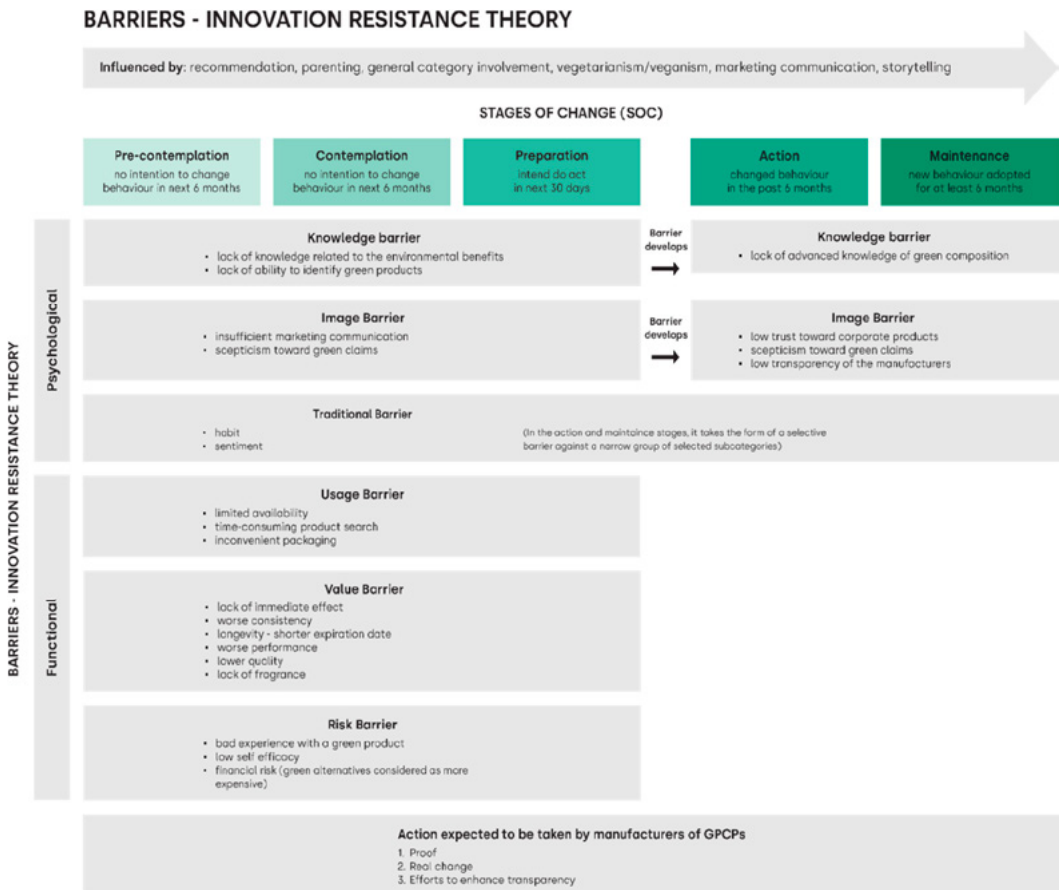 BARRIERS - INNOVATION RESISTANCE THEORY
Influenced by: recommendation, parenting, general category involvement, vegetarianism/veganism, marketing communication, storytelling
STAGES OF CHANGE (SOC)
Pre-contemplation
no intention to change
behaviour in next 6 months
Contemplation
no intention to change
behaviour in next 6 months
Preparation
intend do act
in next 30 days
Action
changed behaviour
in the past 6 months
Maintenance
new behaviour adopted
for at least 6 months
BARRIERS - INNOVATION RESISTANCE THEORY
Psychological
Knowledge barrier
• lack of knowledge related to the environmental benefits
• lack of ability to identify green products
Barrier
develops
Knowledge barrier
• lack of advanced knowledge of green composition
Image Barrier
• insufficient marketing communication
• scepticism toward green claims
Barrier
develops
Image Barrier
• low trust toward corporate products
• scepticism toward green claims
• low transparency of the manufacturers
Traditional Barrier
• habit
• sentiment
(In the action and maintaince stages, it takes the form of a selective
barrier against a narrow group of selected subcategories)
Functional
Usage Barrier
• limited availability
• time-consuming product search
• inconvenient packaging
Value Barrier
• lack of immediate effect
• worse consistency
• longevity - shorter expiration date
• worse performance
• lower quality
• lack of fragrance
Risk Barrier
• bad experience with a green product
• low self efficacy
• financial risk (green alternatives considered as more
expensive)
Action expected to be taken by manufacturers of GPCPs
1. Proof
2. Real change
3. Efforts to enhance transparency